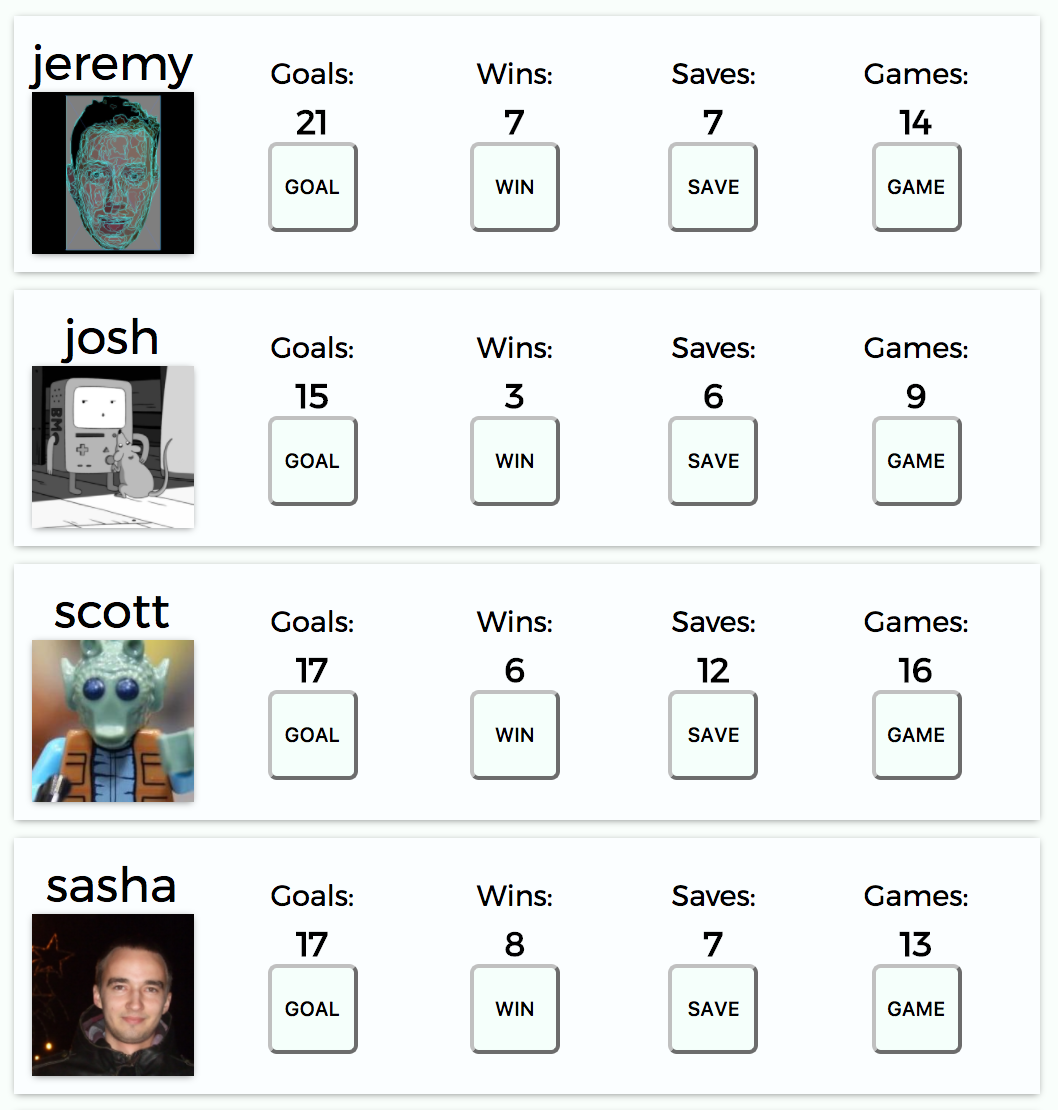 jeremy
Goals: Wins: Saves: Games:
21 7 7 14
GOAL WIN SAVE GAME
josh
Goals: Wins: Saves: Games:
15 3 6 9
BMO
GOAL WIN SAVE GAME
scott
Goals: Wins: Saves: Games:
17 6 12 16
GOAL WIN SAVE GAME
sasha
Goals: Wins: Saves: Games:
17 8 7 13
GOAL WIN SAVE GAME